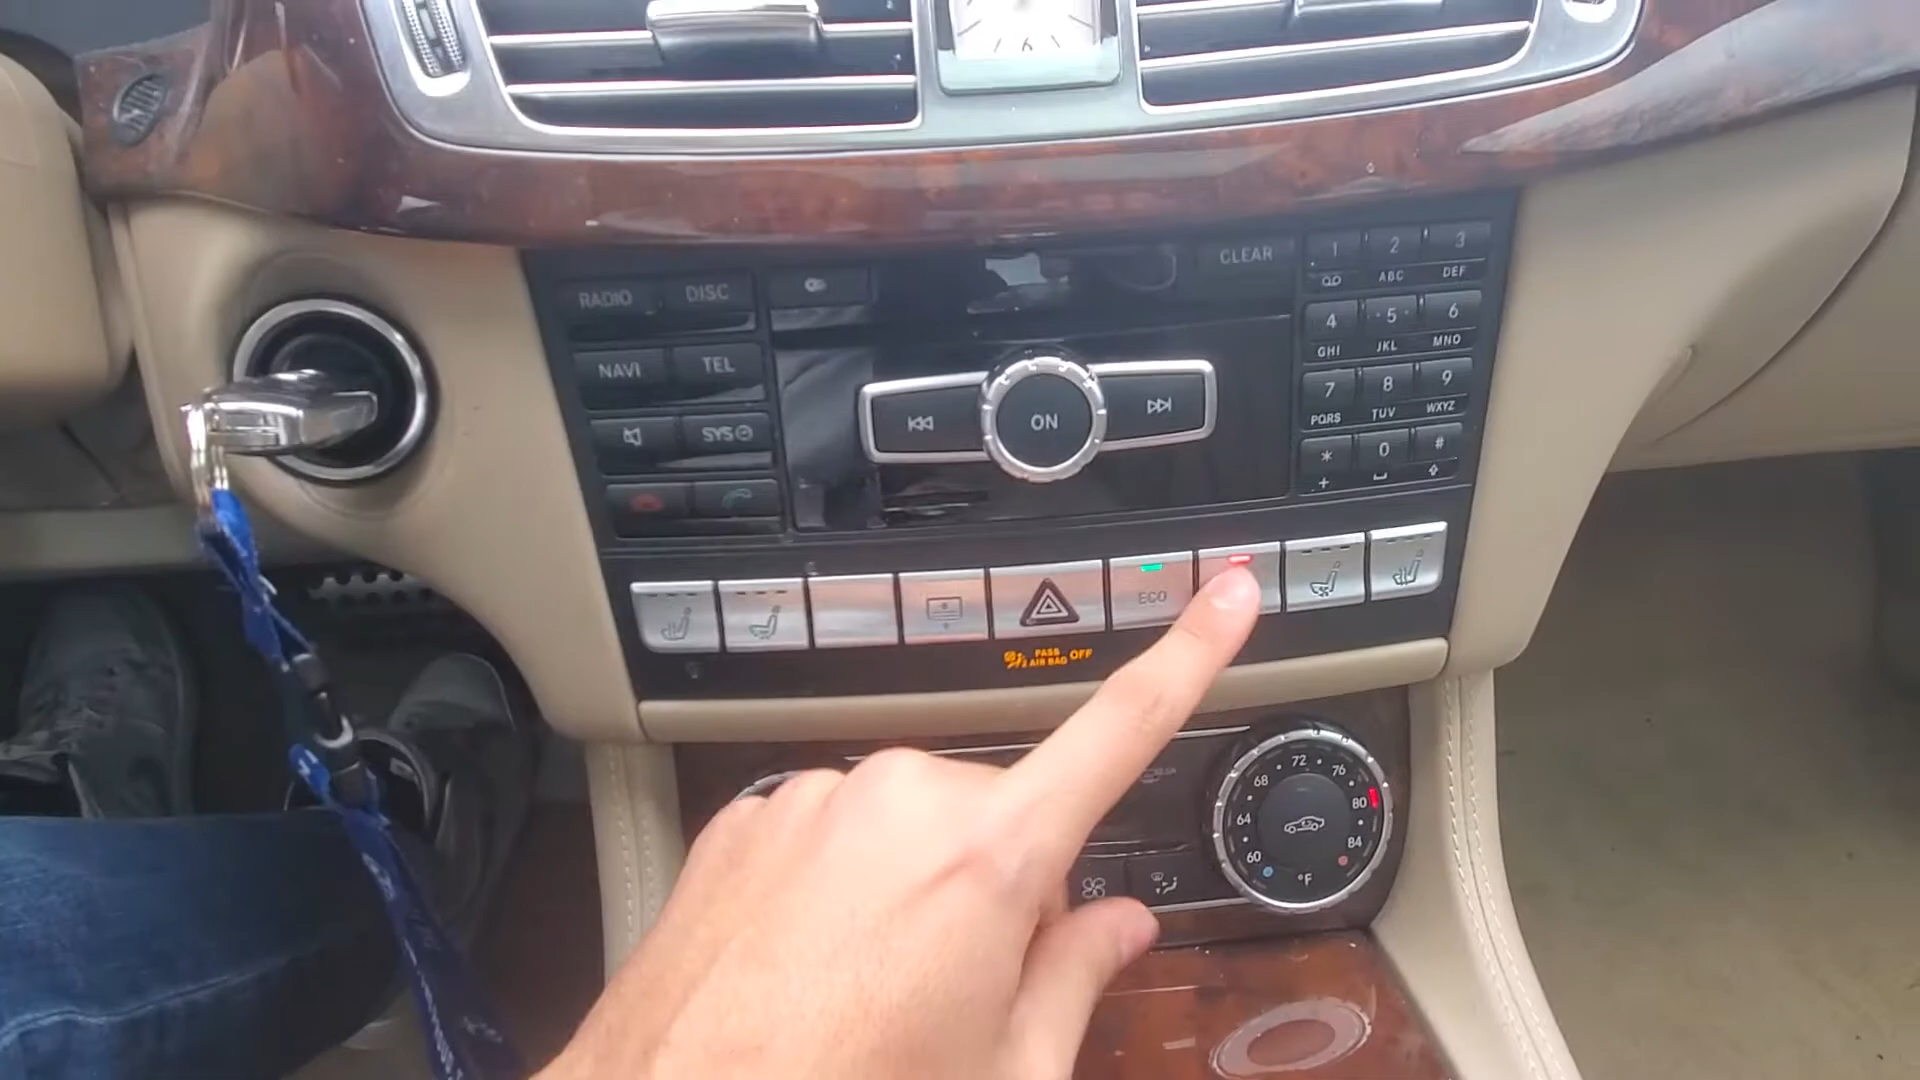 6
CLEAR
RADIO DISC
NAVI TEL
SYS
ON
1 2 3
ABC DEF
4 5 6
GHI JKL MNO
7 8 9
PQRS TUV WXYZ
* 0 #
+
ECO
PASS
AIR BAG OFF
60 64 68 72 76 80 84
°F